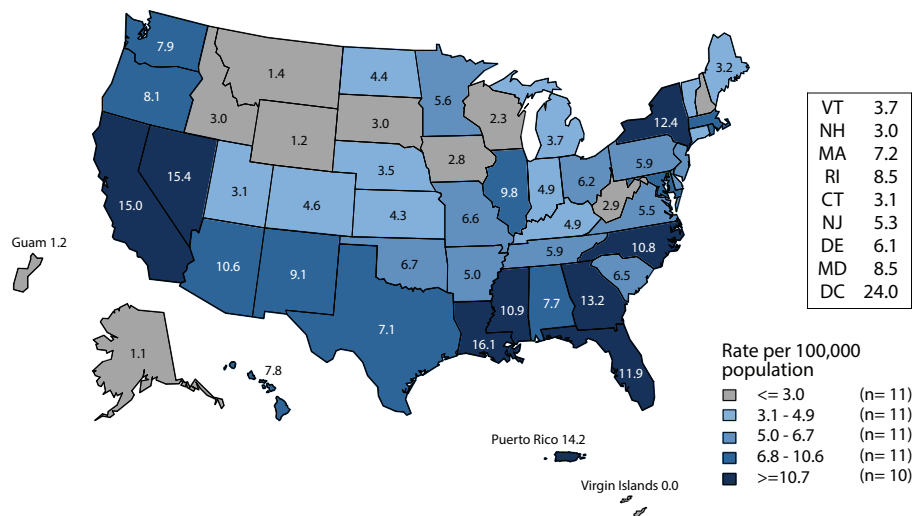 7.9
1.4
4.4
3.2
8.1
5.6
2.3
VT 3.7
NH 3.0
MA 7.2
RI 8.5
CT 3.1
NJ 5.3
DE 6.1
MD 8.5
DC 24.0
3.0
3.0
12.4
1.2
3.7
2.8
5.9
15.4
3.5
3.1
9.8
4.9
6.2
15.0
4.6
4.3
6.6
2.9
5.5
4.9
Guam 1.2
10.6
9.1
6.7
5.9
10.8
5.0
6.5
10.9
7.7
13.2
7.1
16.1
1.1
7.8
11.9
Rate per 100,000
population
<= 3.0 (n= 11)
3.1 - 4.9 (n= 11)
5.0 - 6.7 (n= 11)
6.8 - 10.6 (n= 11)
>=10.7 (n= 10)
Puerto Rico 14.2
Virgin Islands 0.0